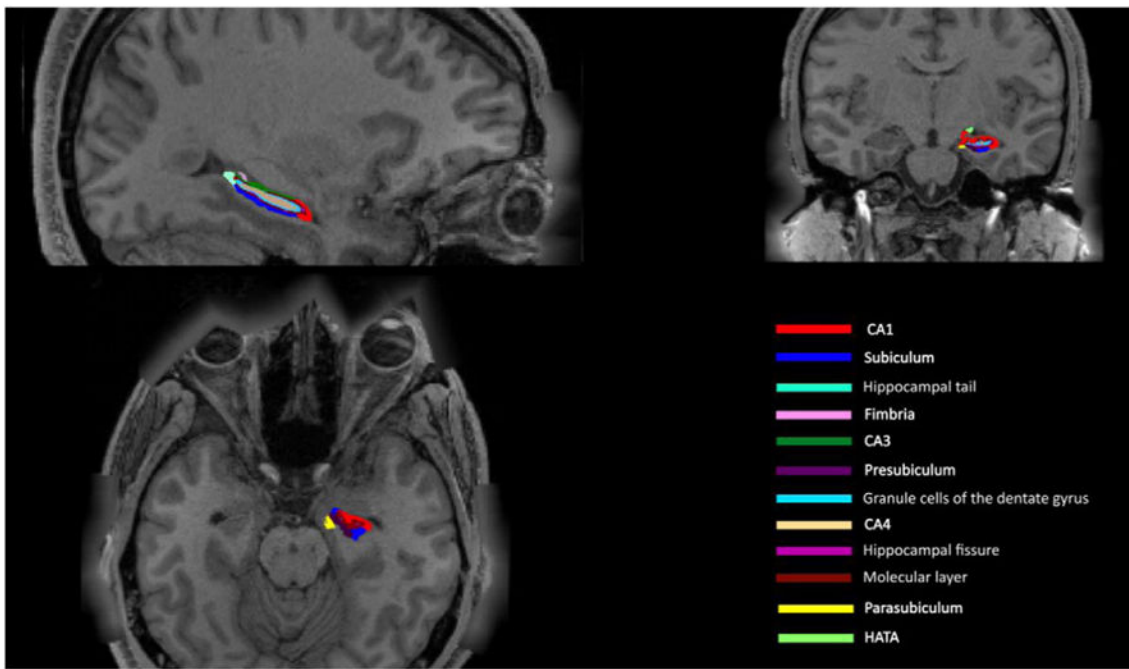 CA1
Subiculum
Hippocampal tail
Fimbria
CA3
Presubiculum
Granule cells of the dentate gyrus
CA4
Hippocampal fissure
Molecular layer
Parasubiculum
HATA